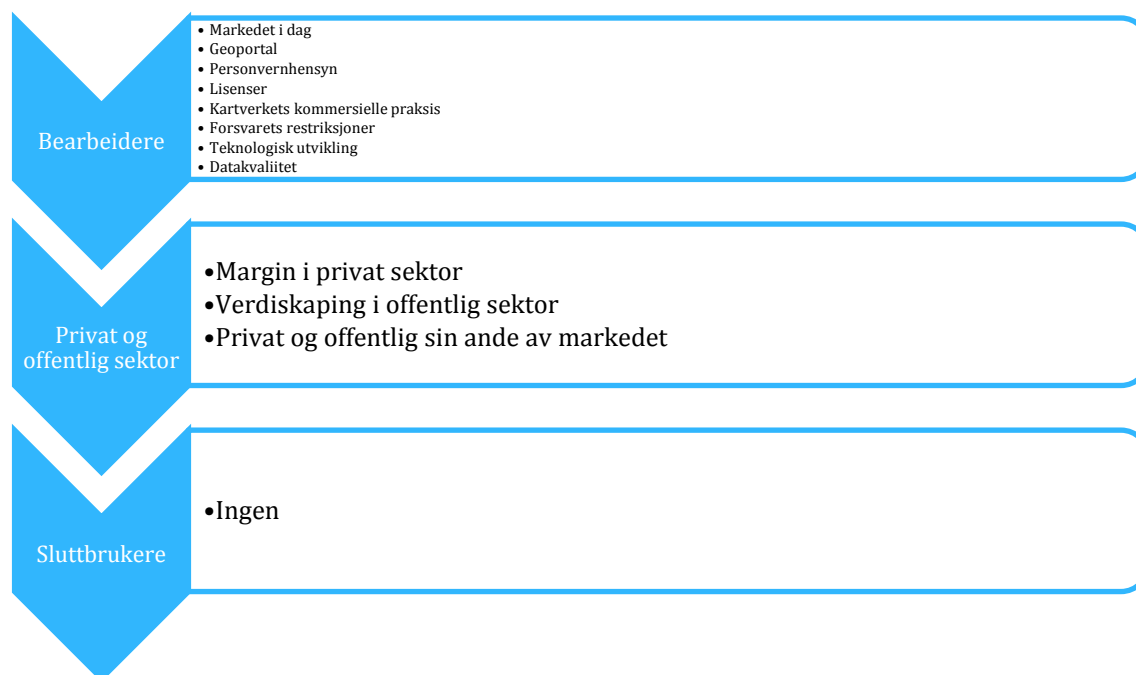 Bearbeidere
• Markedet i dag
• Geoportal
• Personvernhensyn
• Lisenser
• Kartverkets kommersielle praksis
• Forsvarets restriksjoner
• Teknologisk utvikling
• Datakvaliitet
Privat og
offentlig sektor
•Margin i privat sektor
•Verdiskaping i offentlig sektor
•Privat og offentlig sin ande av markedet
Sluttbrukere
•Ingen